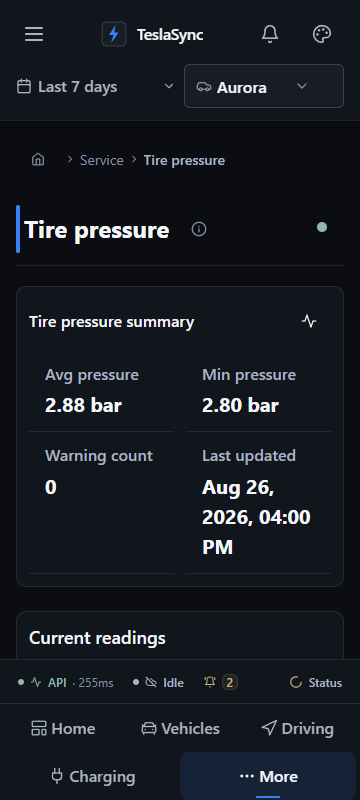 TeslaSync
Last 7 days
Aurora
Service
Tire pressure
Tire pressure
Tire pressure summary
Avg pressure
Min pressure
2.88 bar
2.80 bar
Warning count
Last updated
0
Aug 26,
2026, 04:00
PM
Current readings
API · 255ms
Idle
2
Status
Home
Vehicles
Driving
Charging
More